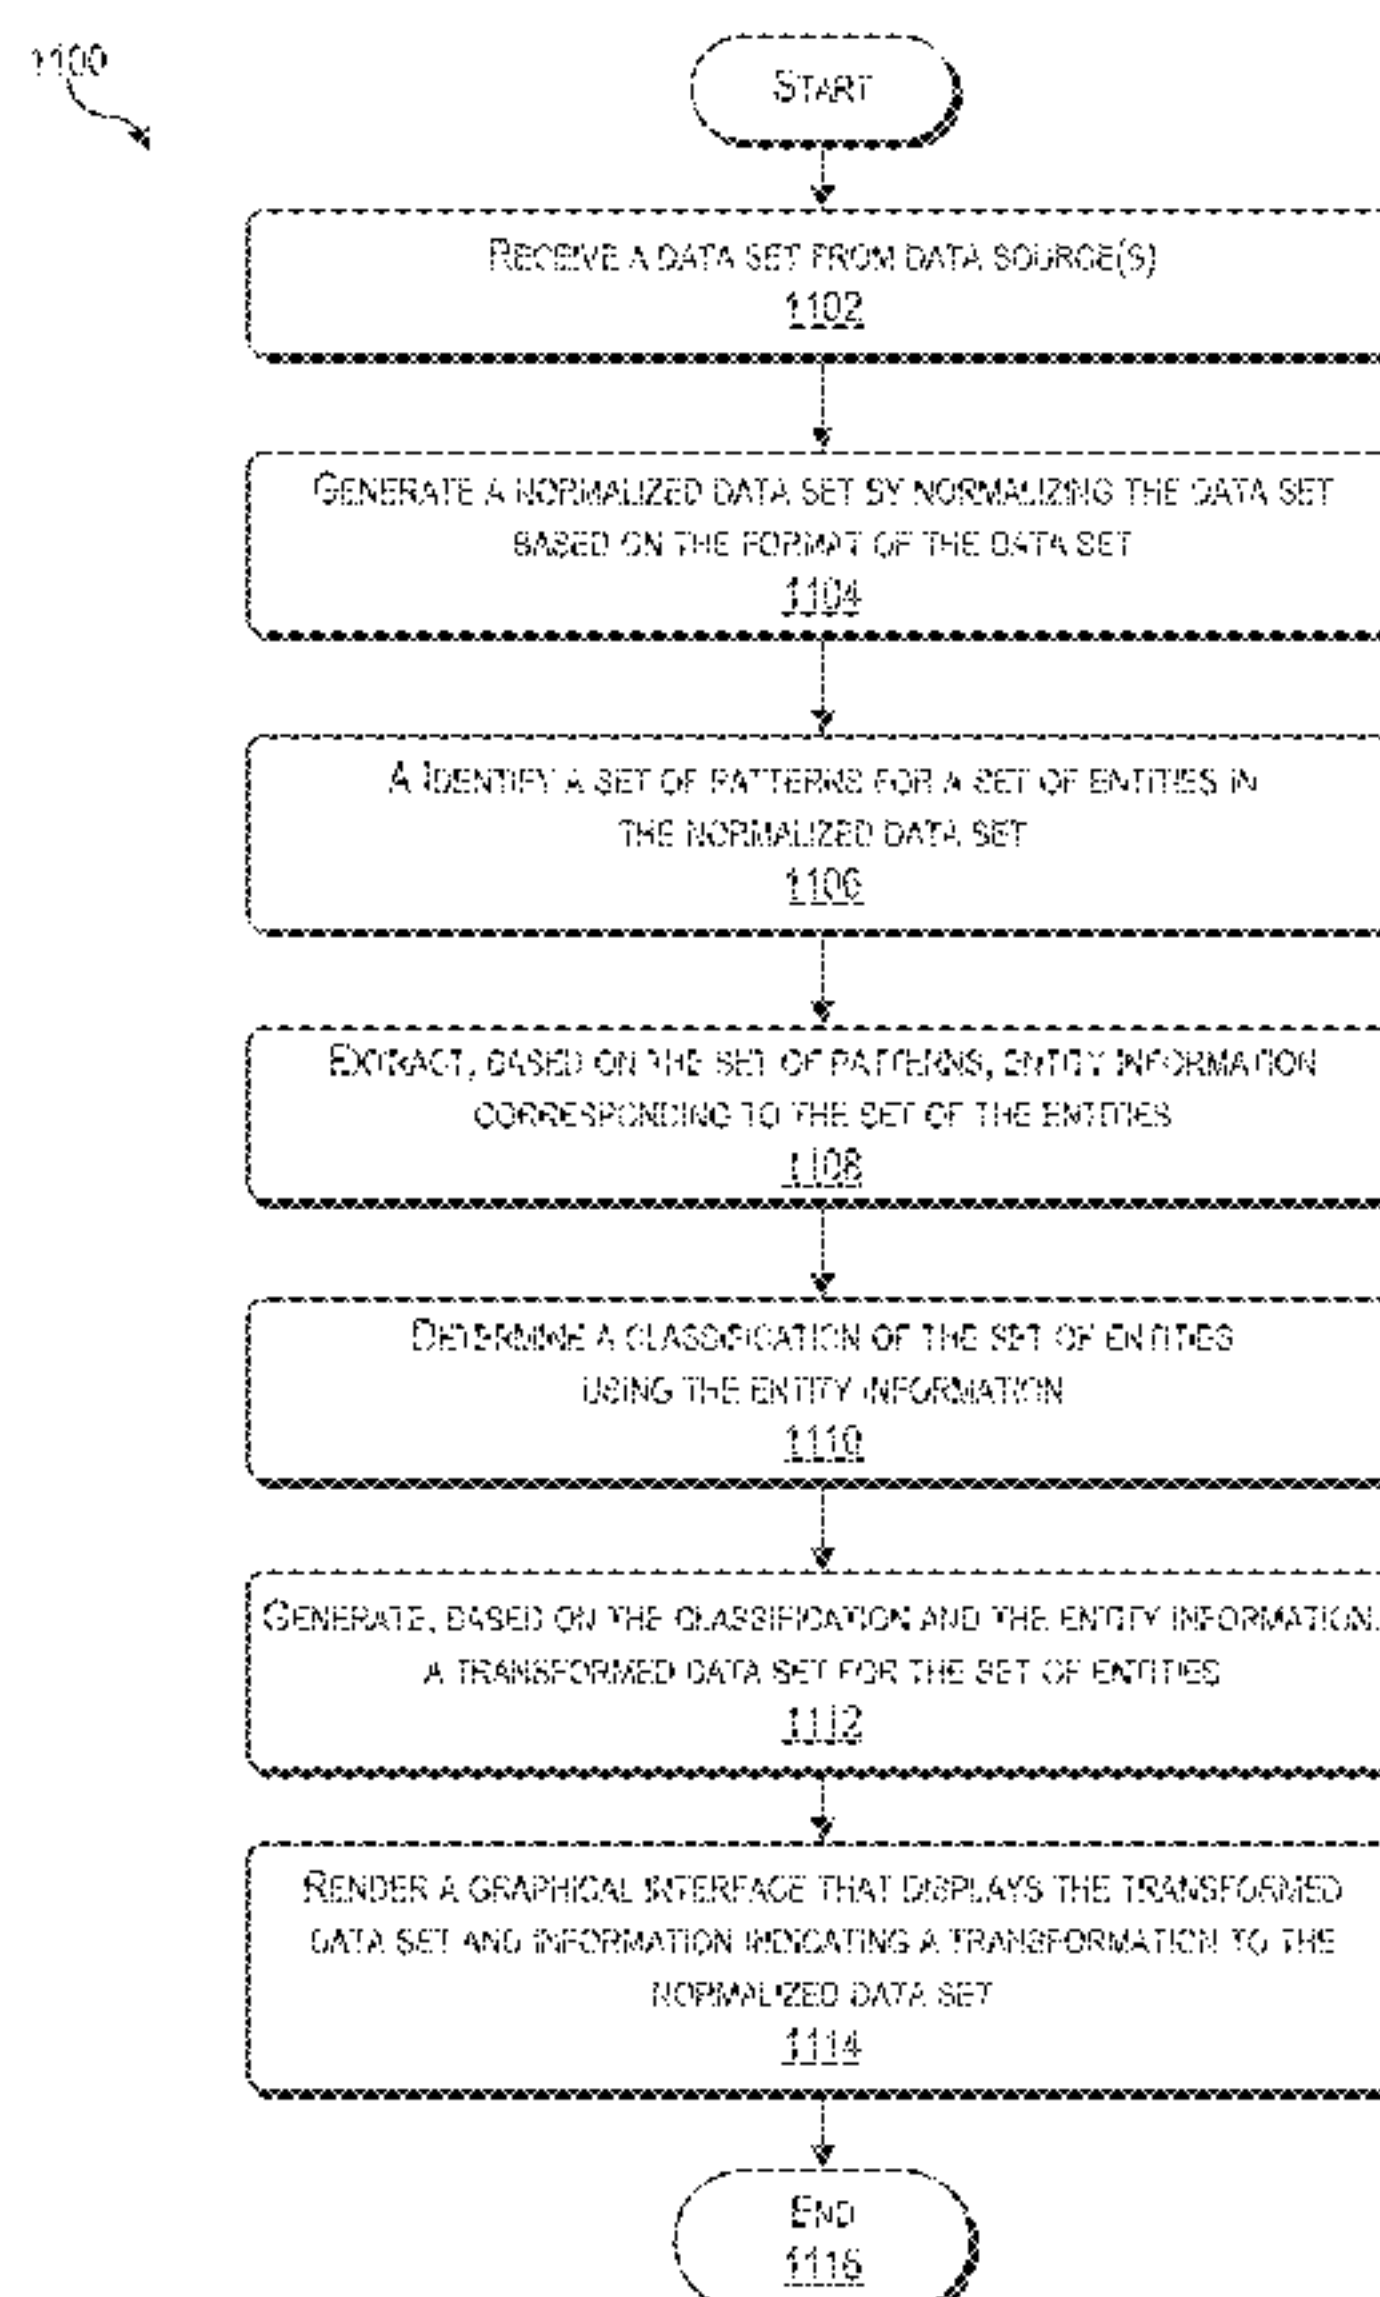 1100
START
RECEIVE A DATA SET FROM DATA SOURCE(S)
1102
GENERATE A NORMALIZED DATA SET BY NORMALIZING THE DATA SET
BASED ON THE FORMAT OF THE DATA SET
1104
A IDENTIFY A SET OF PATTERNS FOR A SET OF ENTITIES IN
THE NORMALIZED DATA SET
1106
EXTRACT, BASED ON THE SET OF PATTERNS, ENTITY INFORMATION
CORRESPONDING TO THE SET OF THE ENTITIES
1108
DETERMINE A CLASSIFICATION OF THE SET OF ENTITIES
USING THE ENTITY INFORMATION
1110
GENERATE, BASED ON THE CLASSIFICATION AND THE ENTITY INFORMATION,
A TRANSFORMED DATA SET FOR THE SET OF ENTITIES
1112
RENDER A GRAPHICAL INTERFACE THAT DISPLAYS THE TRANSFORMED
DATA SET AND INFORMATION INDICATING A TRANSFORMATION TO THE
NORMALIZED DATA SET
1114
END
1116